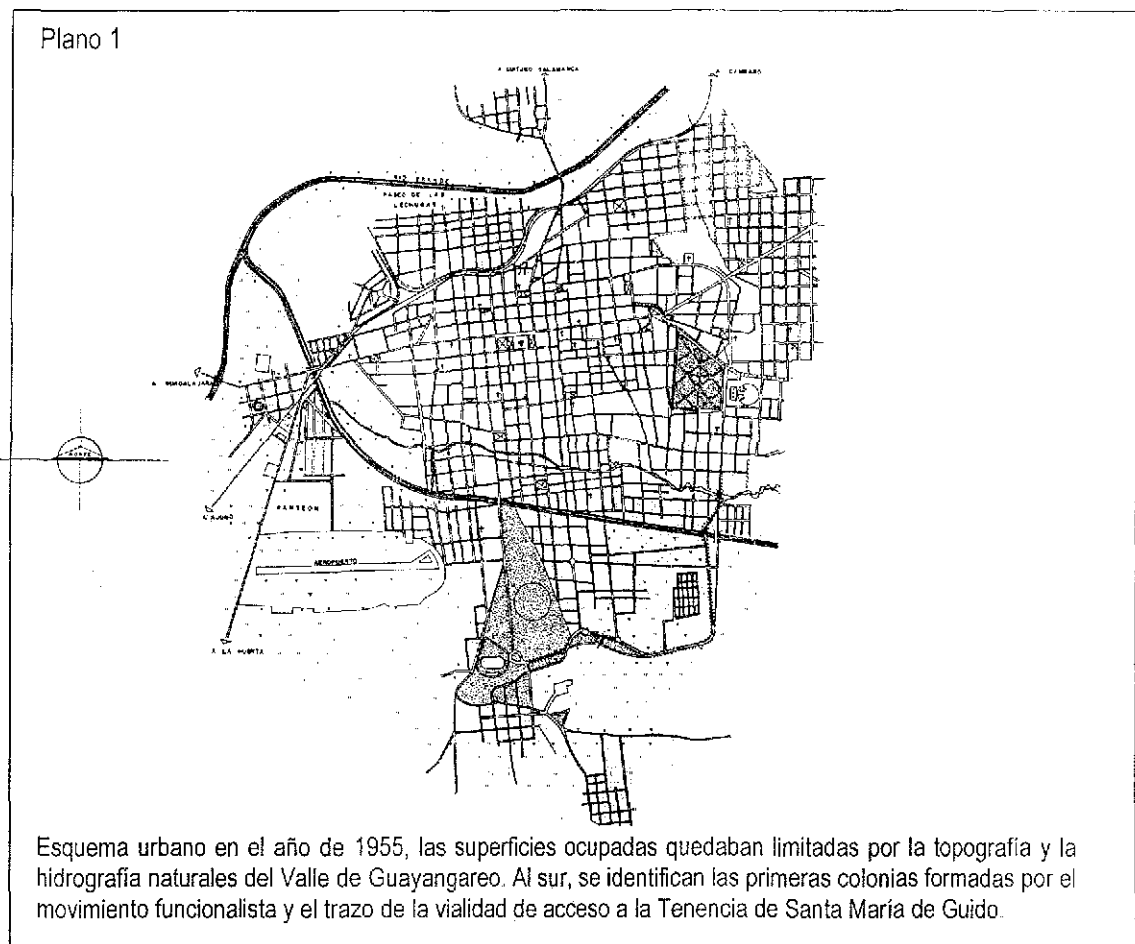 Plano 1
A CUITZEO SALAMANCA
A CAMBARO
RIO GRANDE
PASEO DE LAS
LECHUGAS
A GUADALAJARA
PANTEON
AEROPUERTO
A LA HUERTA
Esquema urbano en el año de 1955, las superficies ocupadas quedaban limitadas por la topografía y la
hidrografía naturales del Valle de Guayangareo. Al sur, se identifican las primeras colonias formadas por el
movimiento funcionalista y el trazo de la vialidad de acceso a la Tenencia de Santa María de Guido.